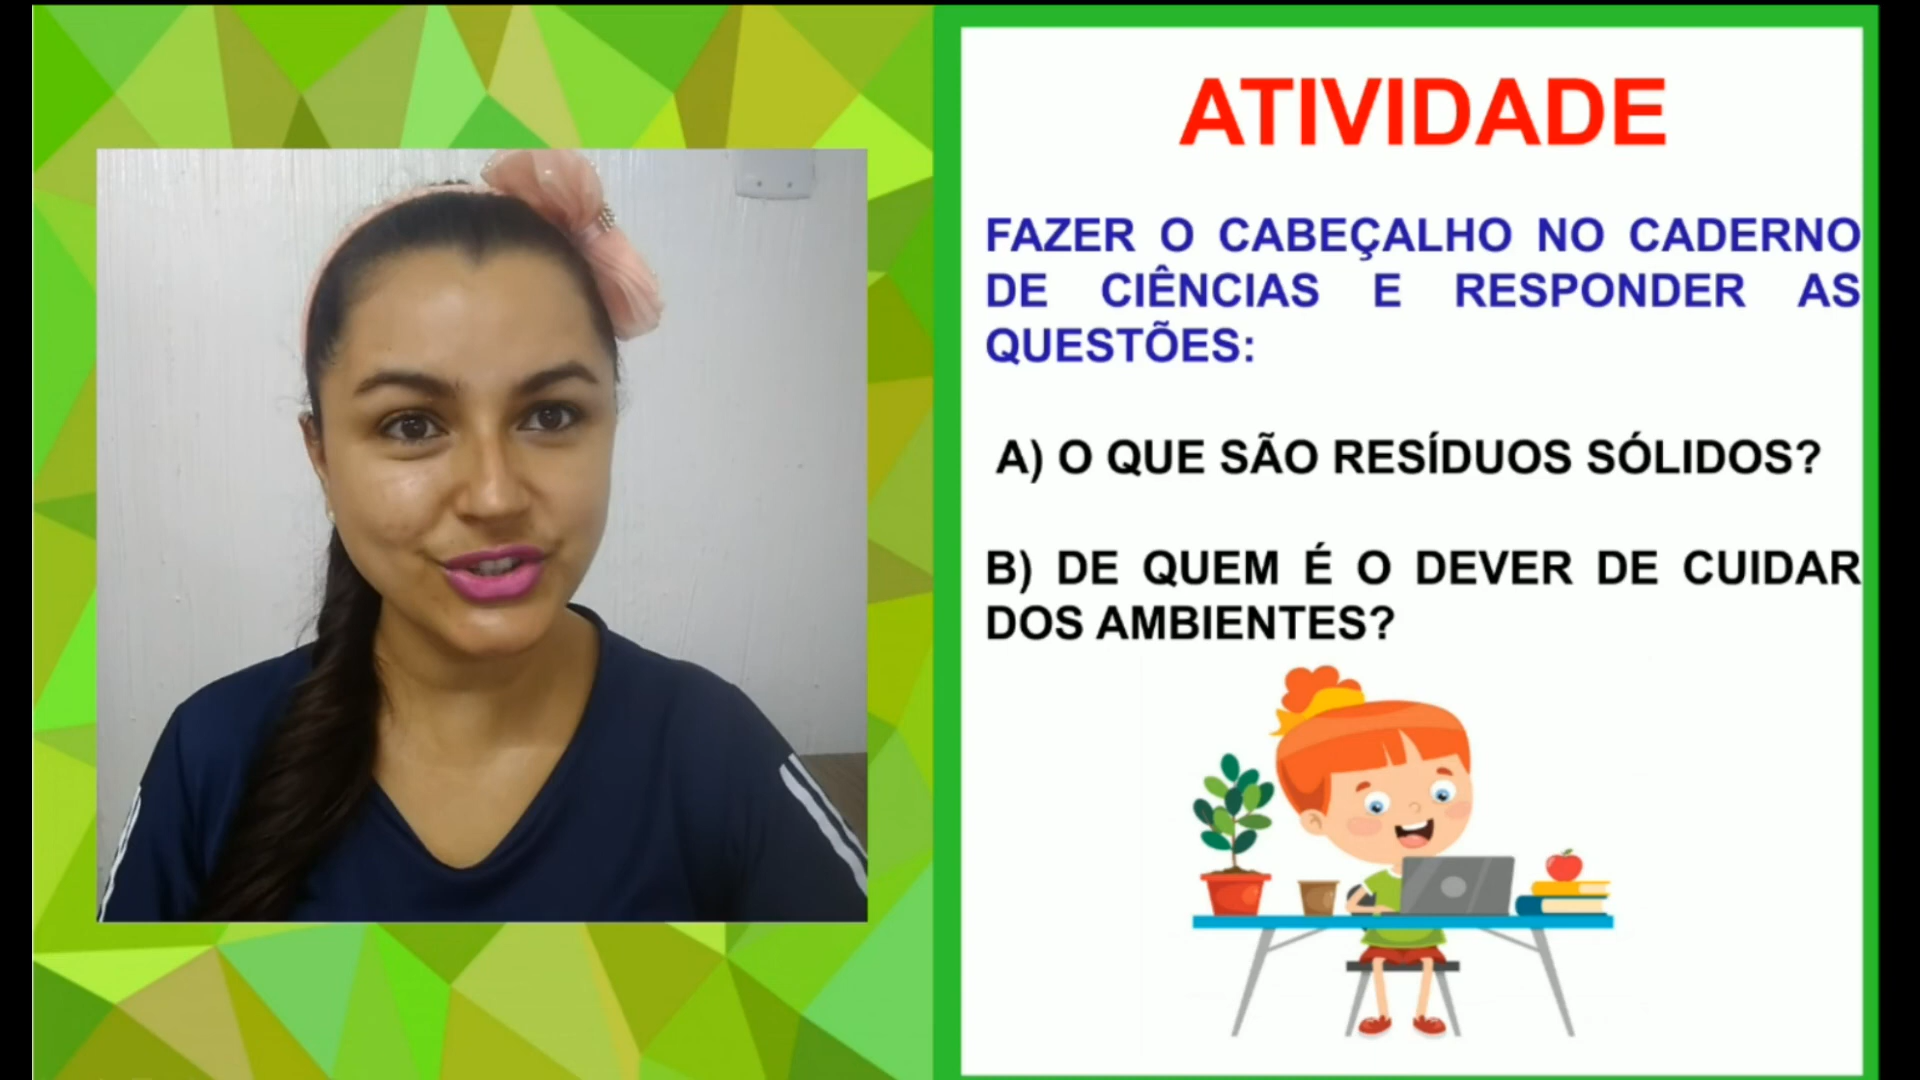 ATIVIDADE
FAZER O CABEÇALHO NO CADERNO
DE CIÊNCIAS E RESPONDER AS
QUESTÕES:
A) O QUE SÃO RESÍDUOS SÓLIDOS?
B) DE QUEM É O DEVER DE CUIDAR
DOS AMBIENTES?